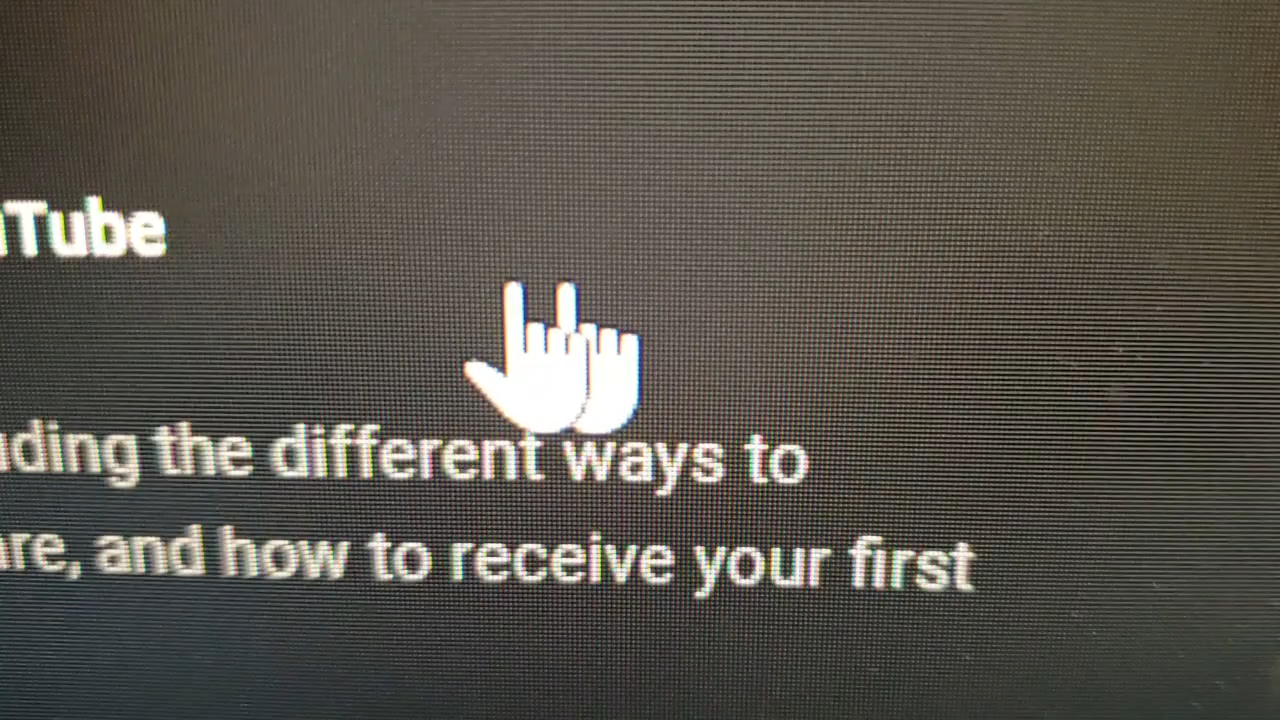 Tube
ding the different ways to
re, and how to receive your first